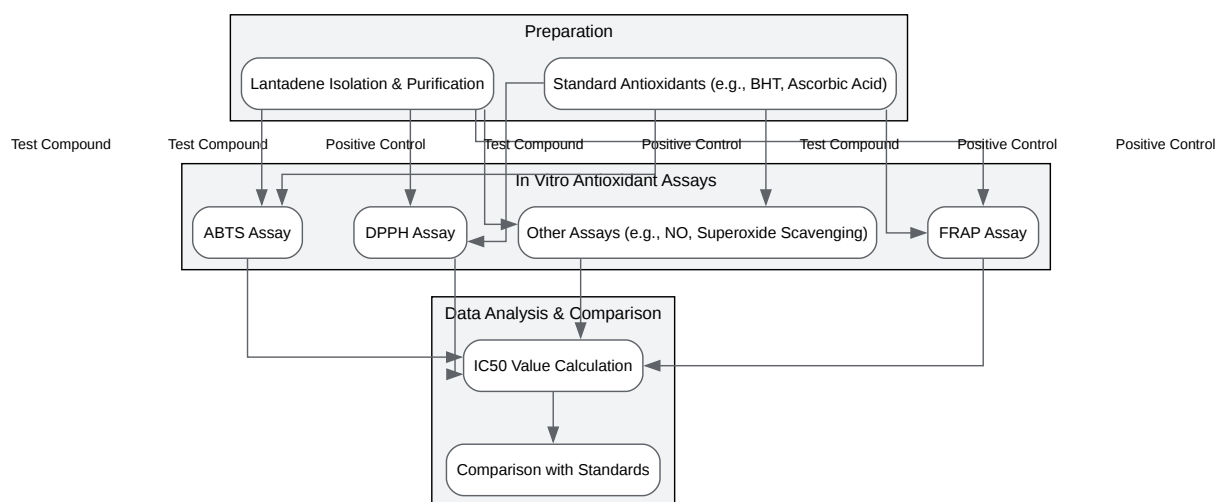 Preparation
Lantadene Isolation & Purification
Standard Antioxidants (e.g., BHT, Ascorbic Acid)
Test Compound
Test Compound
Positive Control
Test Compound
Positive Control
Test Compound
Positive Control
Positive Control
In Vitro Antioxidant Assays
ABTS Assay
DPPH Assay
Other Assays (e.g., NO, Superoxide Scavenging)
FRAP Assay
Data Analysis & Comparison
IC50 Value Calculation
Comparison with Standards